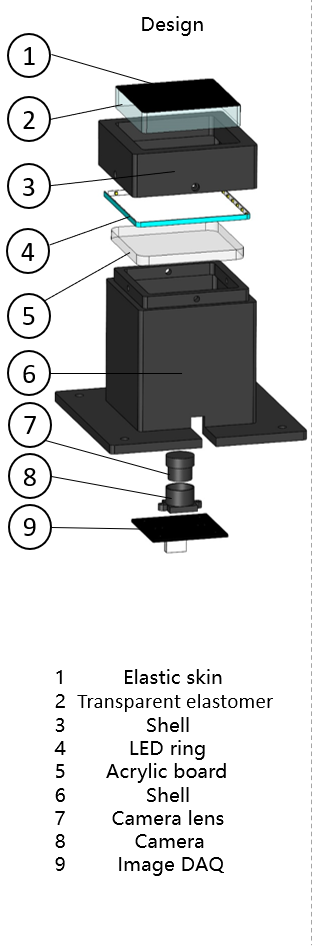 Design
1
2
3
4
5
6
7
8
9
1 Elastic skin
2 Transparent elastomer
3 Shell
4 LED ring
5 Acrylic board
6 Shell
7 Camera lens
8 Camera
9 Image DAQ